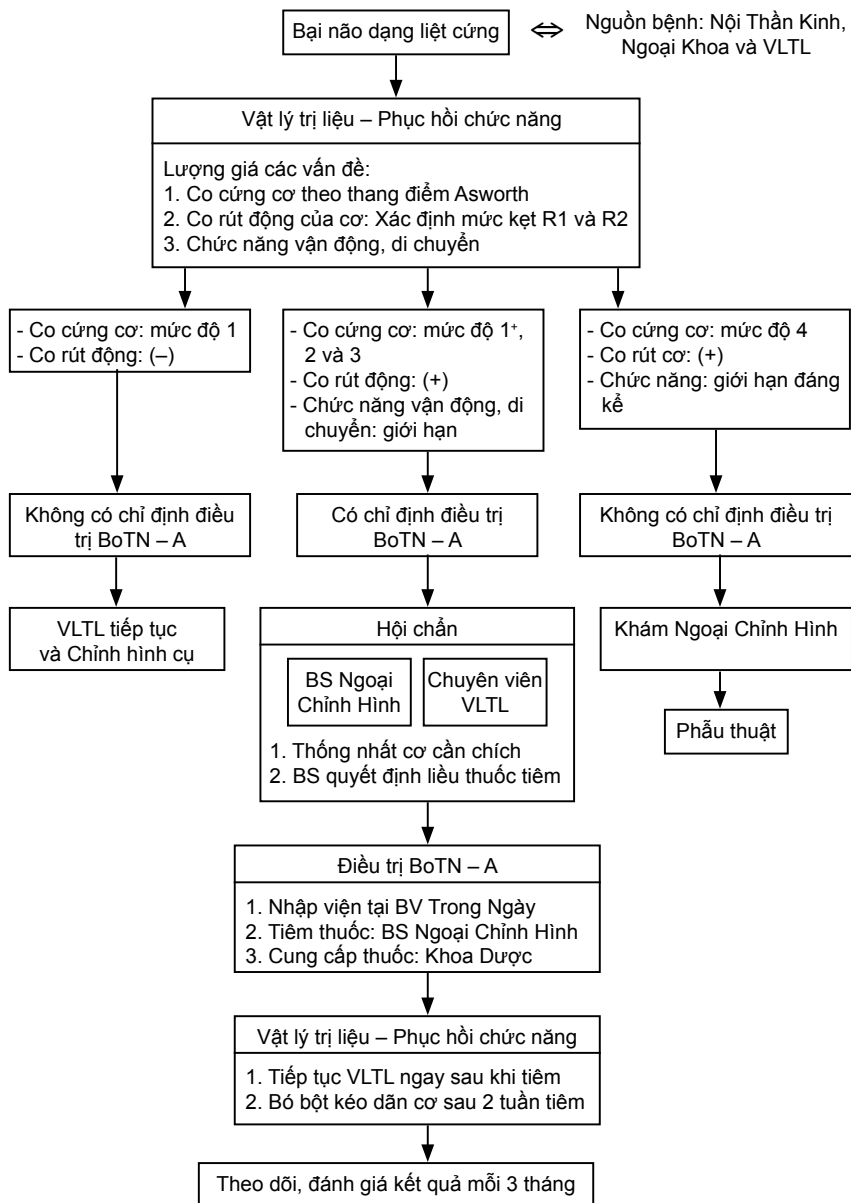 Bại não dạng liệt cứng
⇔
Nguồn bệnh: Nội Thần Kinh,
Ngoại Khoa và VLTL
Vật lý trị liệu – Phục hồi chức năng
Lượng giá các vấn đề:
1. Co cứng cơ theo thang điểm Asworth
2. Co rút động của cơ: Xác định mức kẹt R1 và R2
3. Chức năng vận động, di chuyển
- Co cứng cơ: mức độ 1
- Co rút động: (–)
- Co cứng cơ: mức độ 1⁺,
2 và 3
- Co rút động: (+)
- Chức năng vận động, di
chuyển: giới hạn
- Co cứng cơ: mức độ 4
- Co rút cơ: (+)
- Chức năng: giới hạn đáng
kể
Không có chỉ định điều
trị BoTN – A
Có chỉ định điều trị
BoTN – A
Không có chỉ định điều trị
BoTN – A
VLTL tiếp tục
và Chỉnh hình cụ
Hội chẩn
BS Ngoại
Chỉnh Hình
Chuyên viên
VLTL
1. Thống nhất cơ cần chích
2. BS quyết định liều thuốc tiêm
Khám Ngoại Chỉnh Hình
Phẫu thuật
Điều trị BoTN – A
1. Nhập viện tại BV Trong Ngày
2. Tiêm thuốc: BS Ngoại Chỉnh Hình
3. Cung cấp thuốc: Khoa Dược
Vật lý trị liệu – Phục hồi chức năng
1. Tiếp tục VLTL ngay sau khi tiêm
2. Bó bột kéo dãn cơ sau 2 tuần tiêm
Theo dõi, đánh giá kết quả mỗi 3 tháng